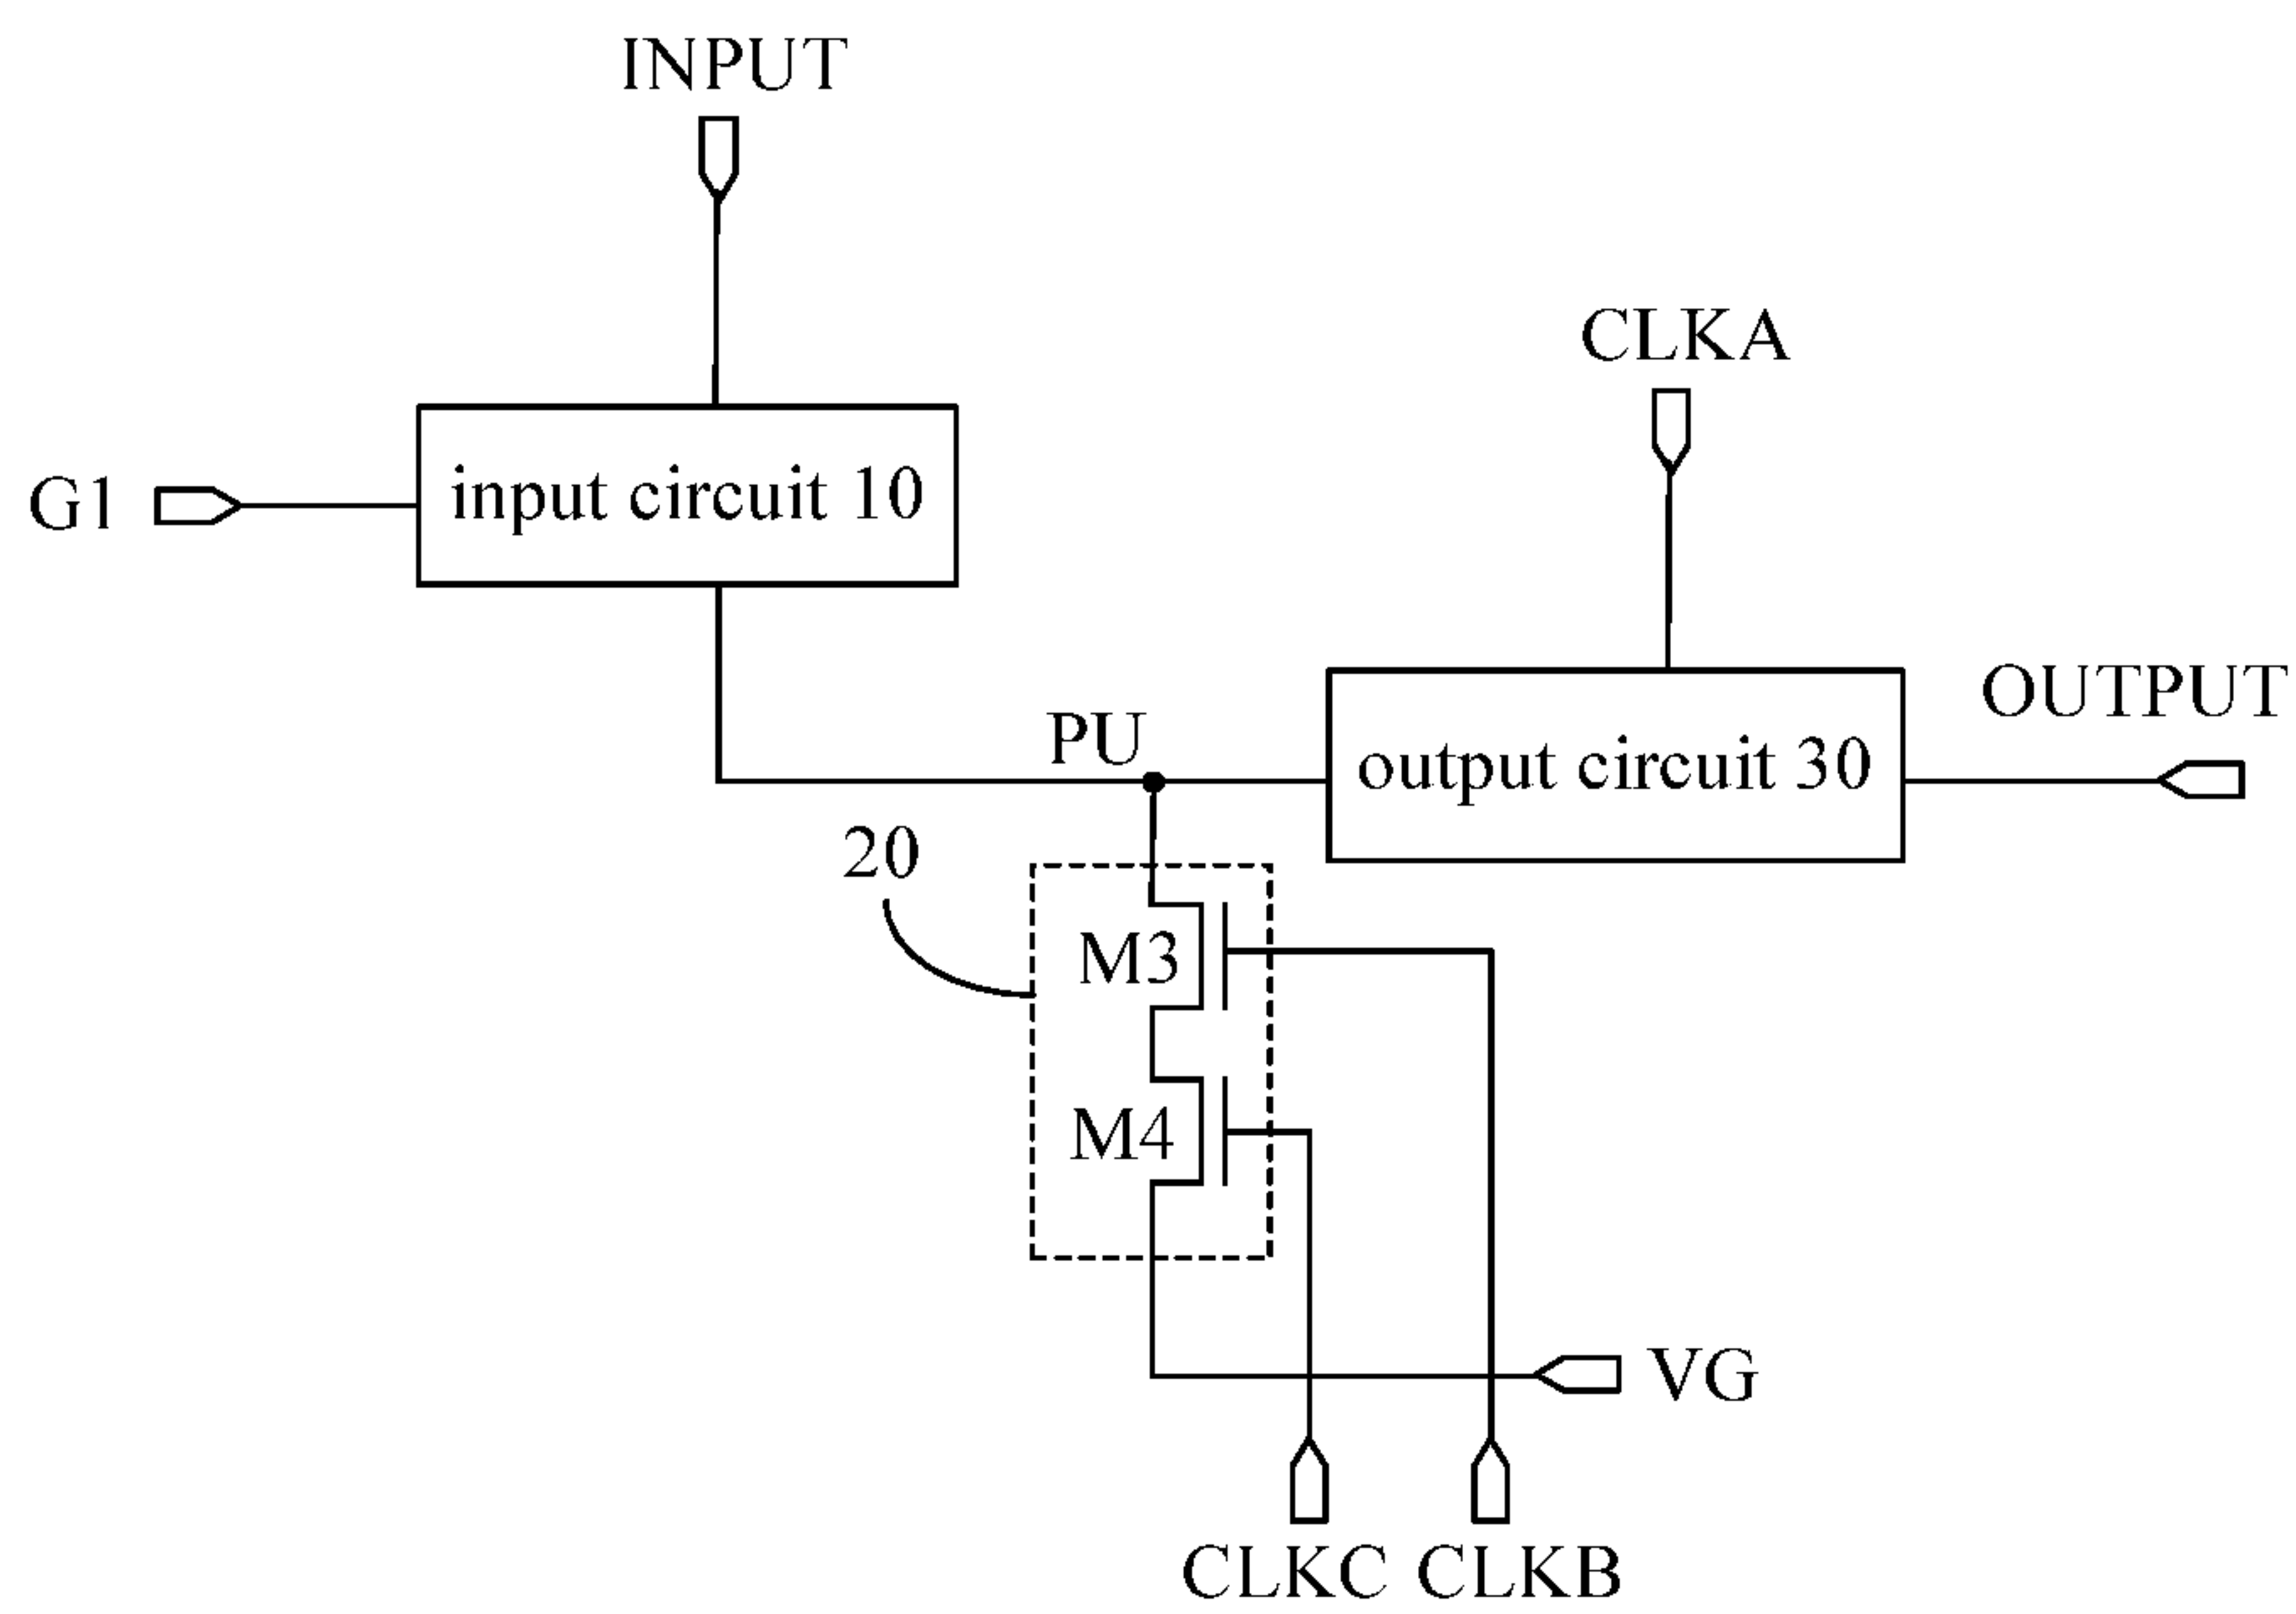 INPUT
CLKA
G1
input circuit 10
OUTPUT
PU
output circuit 30
20
M3
M4
VG
CLKC
CLKB